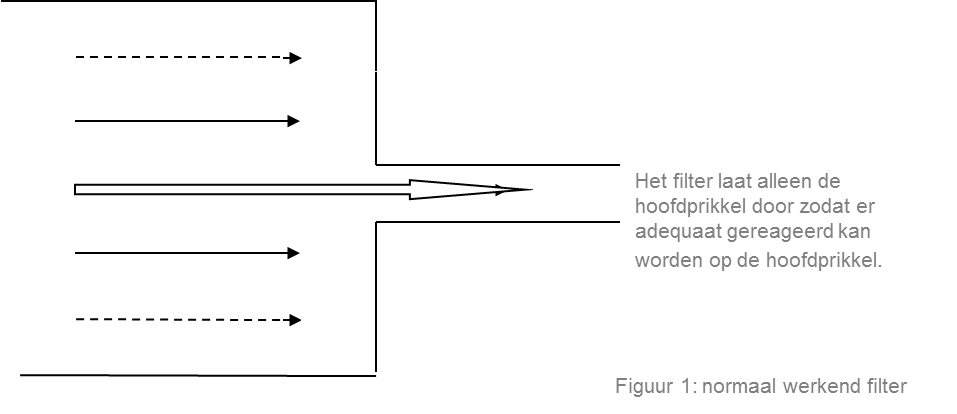 Het filter laat alleen de
hoofdprikkel door zodat er
adequaat gereageerd kan
worden op de hoofdprikkel.
Figuur 1: normaal werkend filter